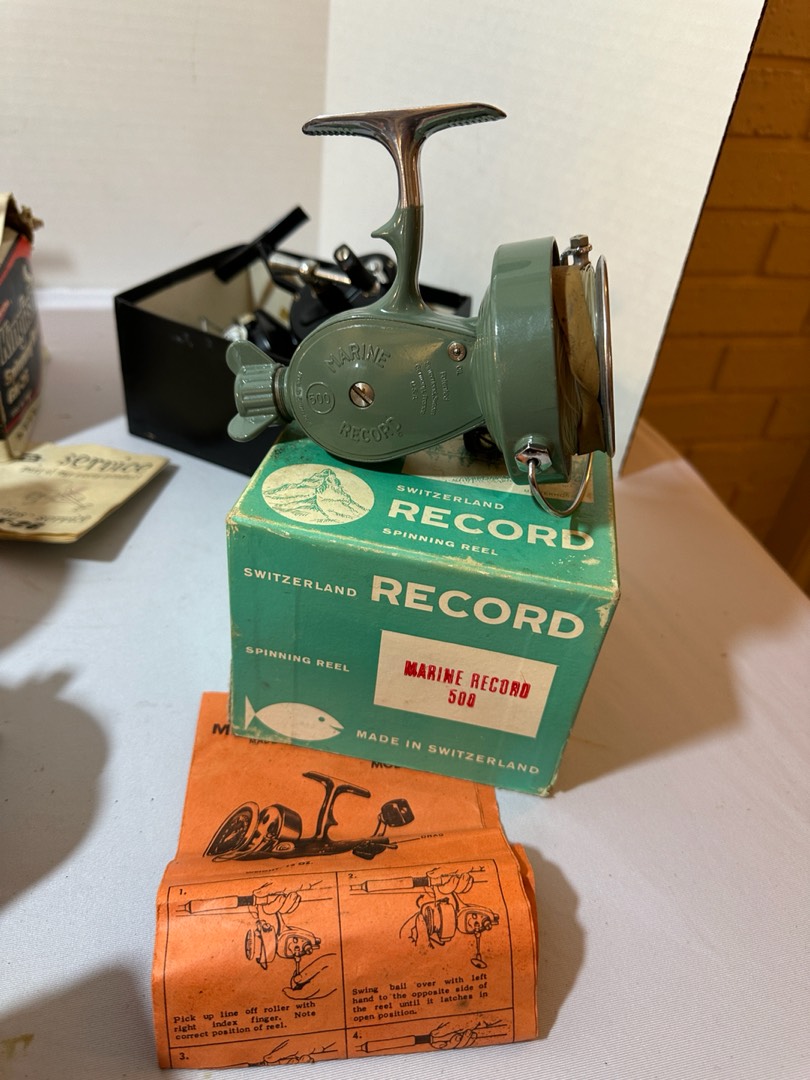 MARINE
500
RECORD
SWITZERLAND
RECORD
SPINNING REEL
SWITZERLAND RECORD
SPINNING REEL
MARINE RECORD
500
MADE IN SWITZERLAND
service
DRAG
1.
Pick up line off roller with
right index finger. Note
correct position of reel.
2.
Swing bail over with left
hand to the opposite side of
the reel until it latches in
open position.
3.
4.